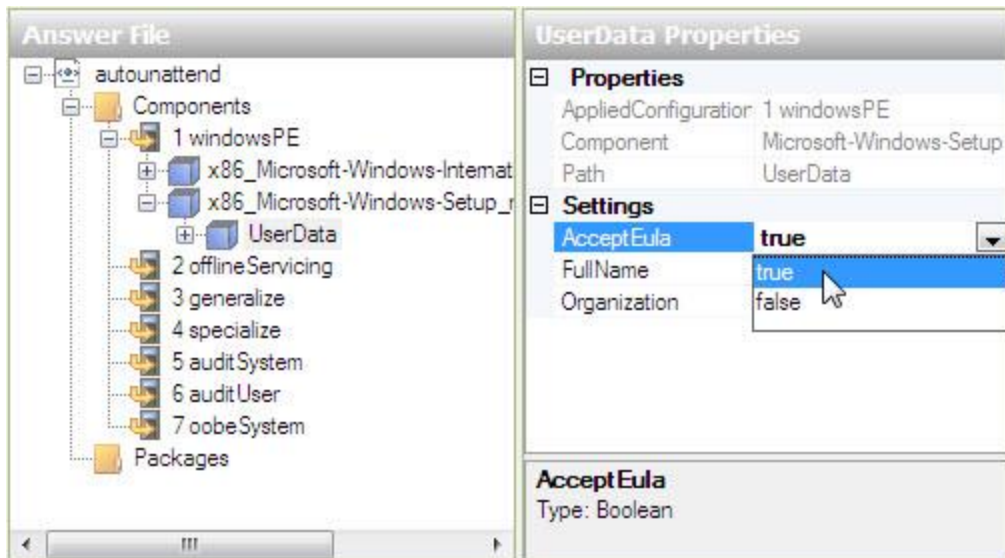 Answer File
autounattend
Components
1 windowsPE
x86_Microsoft-Windows-Internat
x86_Microsoft-Windows-Setup_
UserData
2 offlineServicing
3 generalize
4 specialize
5 auditSystem
6 auditUser
7 oobeSystem
Packages
UserData Properties
Properties
AppliedConfiguration 1 windowsPE
Component Microsoft-Windows-Setup
Path UserData
Settings
AcceptEula true
FullName true
Organization false
AcceptEula
Type: Boolean